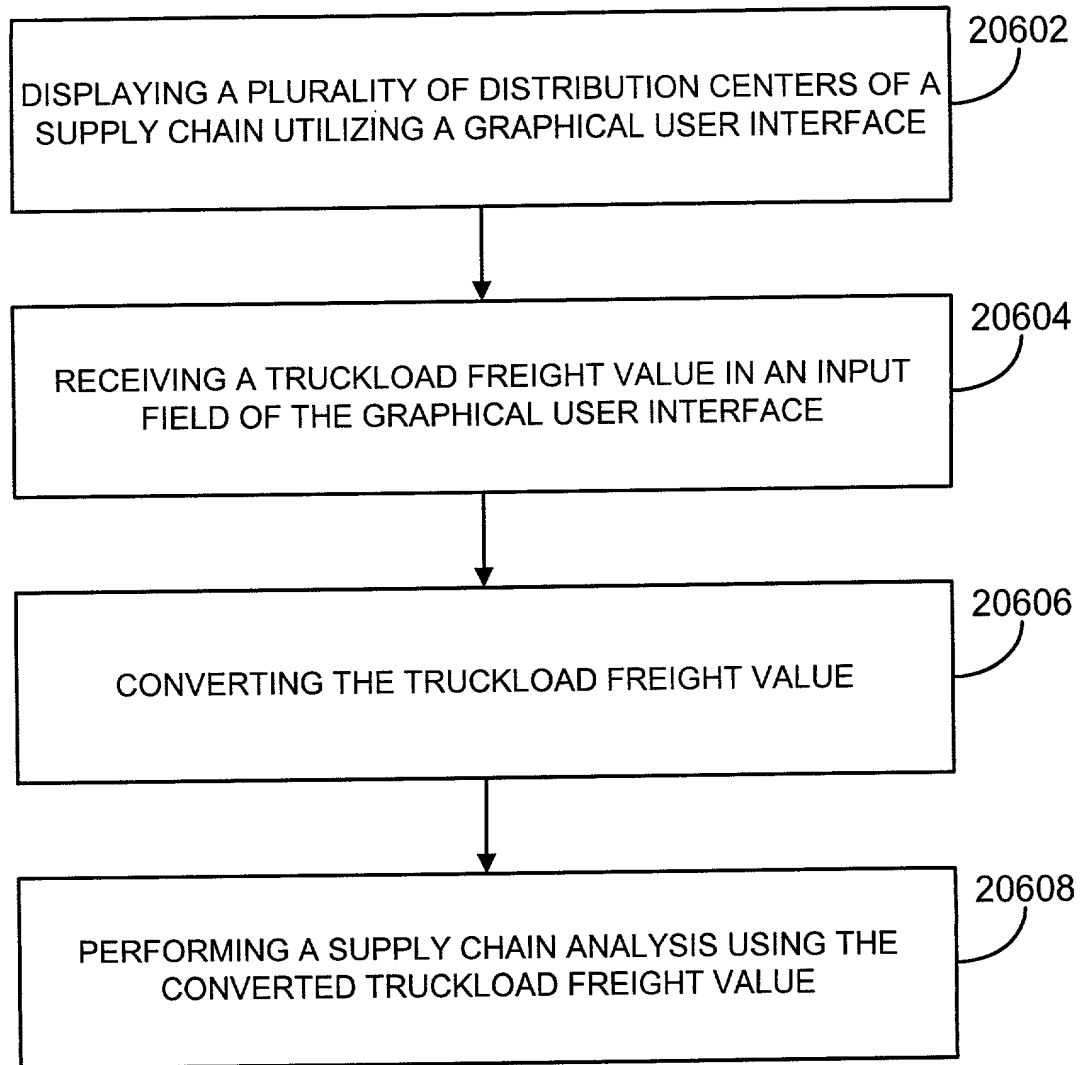 20602
DISPLAYING A PLURALITY OF DISTRIBUTION CENTERS OF A
SUPPLY CHAIN UTILIZING A GRAPHICAL USER INTERFACE
20604
RECEIVING A TRUCKLOAD FREIGHT VALUE IN AN INPUT
FIELD OF THE GRAPHICAL USER INTERFACE
20606
CONVERTING THE TRUCKLOAD FREIGHT VALUE
20608
PERFORMING A SUPPLY CHAIN ANALYSIS USING THE
CONVERTED TRUCKLOAD FREIGHT VALUE